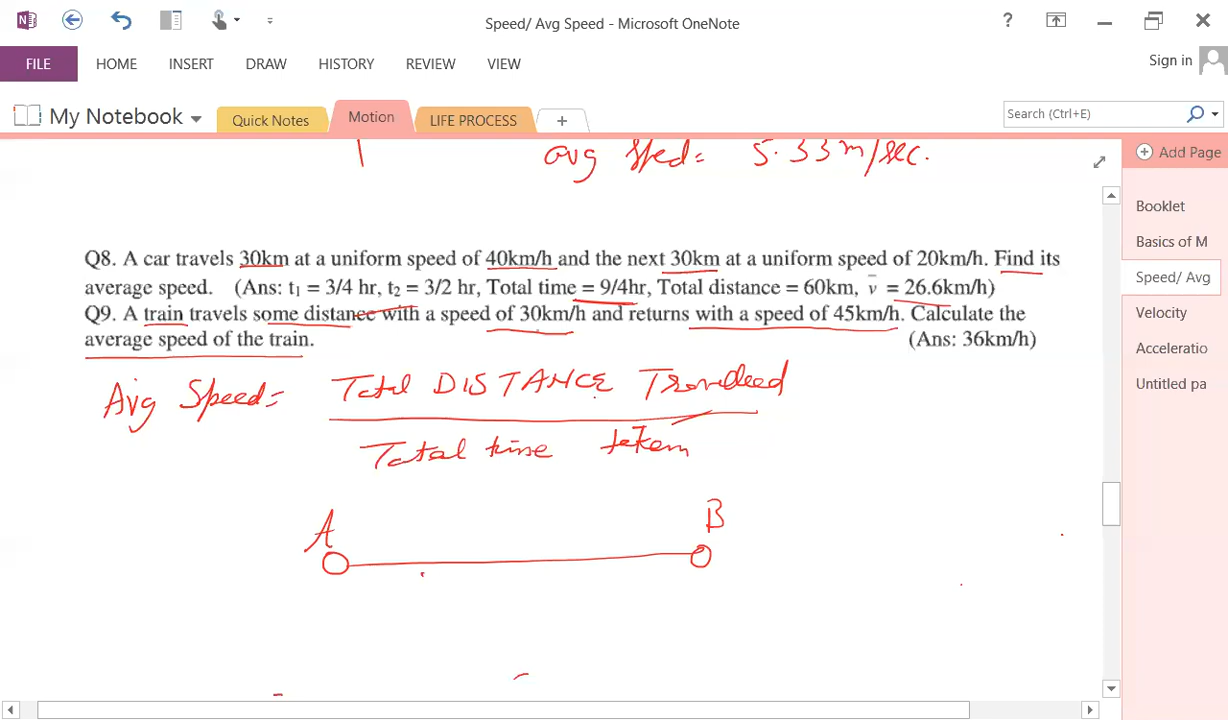 Speed/ Avg Speed - Microsoft OneNote
?
FILE HOME INSERT DRAW HISTORY REVIEW VIEW
Sign in
My Notebook Quick Notes Motion LIFE PROCESS +
Search (Ctrl+E)
avg sped= 5.33m/sec.
Add Page
Booklet
Basics of M
Speed/ Avg
Velocity
Acceleratio
Untitled pa
Q8. A car travels 30km at a uniform speed of 40km/h and the next 30km at a uniform speed of 20km/h. Find its
average speed. (Ans: t₁ = 3/4 hr, t₂ = 3/2 hr, Total time = 9/4hr, Total distance = 60km, v̅ = 26.6km/h)
Q9. A train travels some distance with a speed of 30km/h and returns with a speed of 45km/h. Calculate the
average speed of the train. (Ans: 36km/h)
Avg Speed= Total DISTANCE Travelled
Total time taken
A B